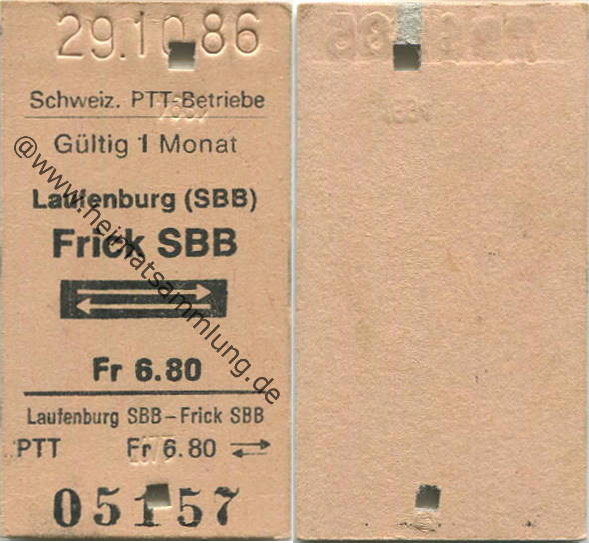 29.10.86
Schweiz. PTT-Betriebe
Gültig 1 Monat
Laufenburg (SBB)
Frick SBB
Fr 6.80
Laufenburg SBB – Frick SBB
PTT Fr 6.80
05157
@www.heimatsammlung.de